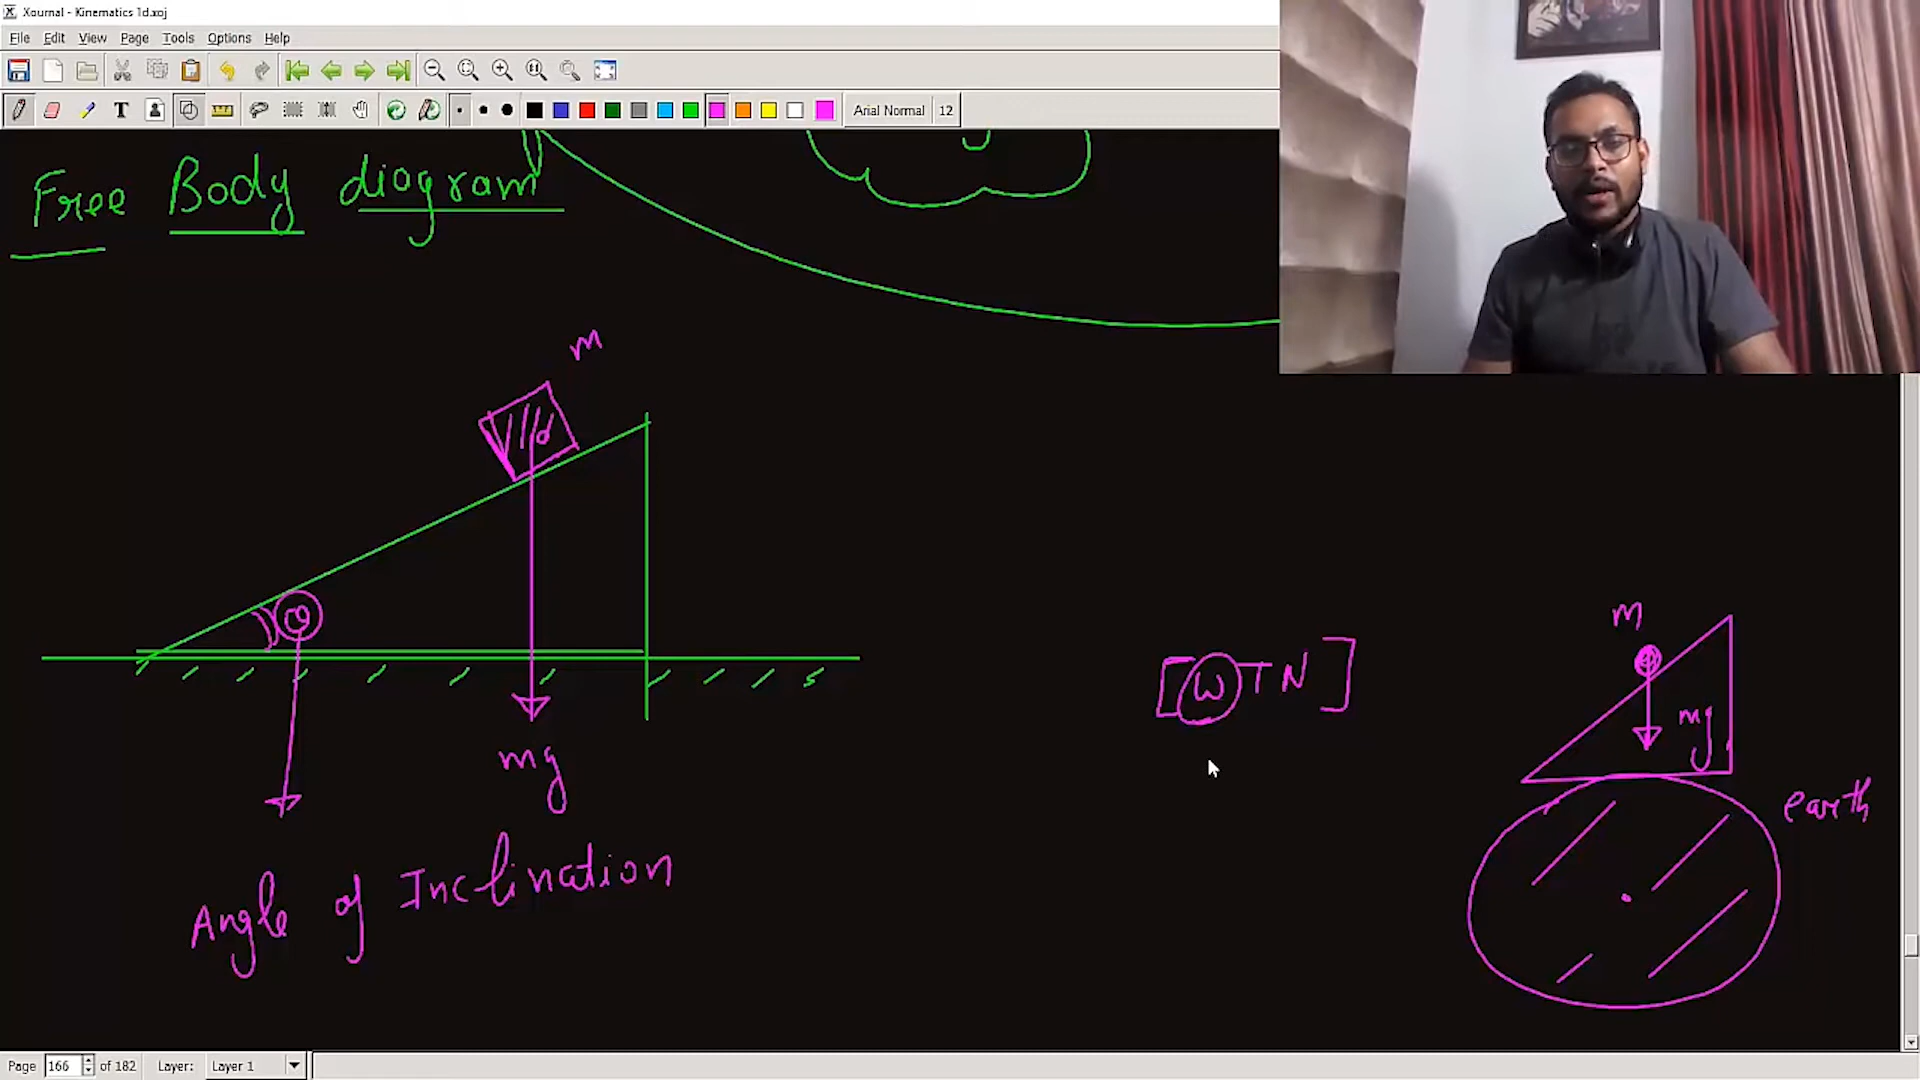 Xournal - Kinematics 1d.xoj
File Edit View Page Tools Options Help
T Arial Normal 12
Free Body diagram
m
mg
Angle of Inclination
[WTN]
m
mg
earth
Page 166 of 182 Layer: Layer 1